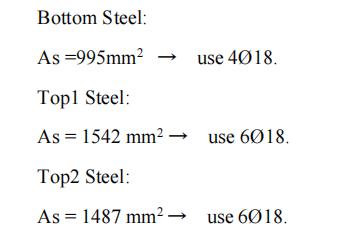 Bottom Steel:
As =995mm² → use 4Ø18.
Top1 Steel:
As = 1542 mm² → use 6Ø18.
Top2 Steel:
As = 1487 mm² → use 6Ø18.